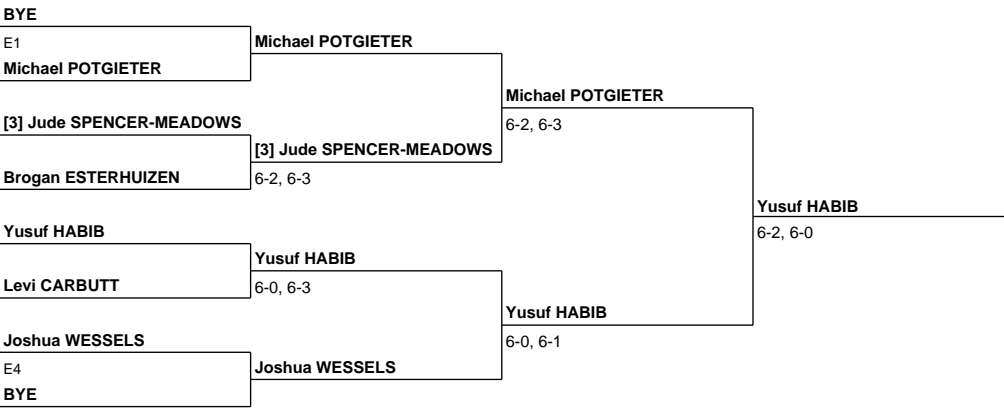 BYE
E1
Michael POTGIETER
Michael POTGIETER
[3] Jude SPENCER-MEADOWS
Brogan ESTERHUIZEN
[3] Jude SPENCER-MEADOWS
6-2, 6-3
Michael POTGIETER
6-2, 6-3
Yusuf HABIB
Levi CARBUTT
Yusuf HABIB
6-0, 6-3
Joshua WESSELS
E4
BYE
Joshua WESSELS
Yusuf HABIB
6-0, 6-1
Yusuf HABIB
6-2, 6-0